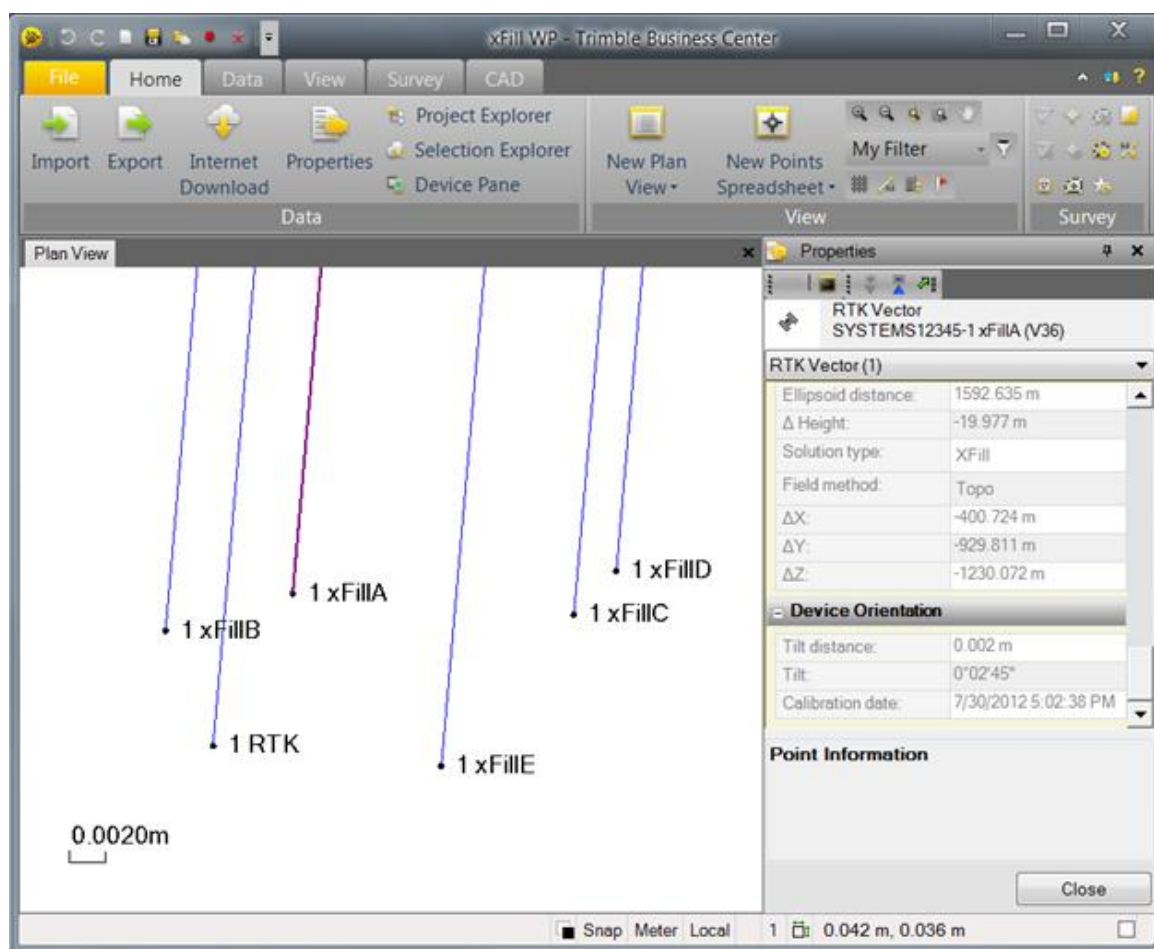 xFill WP - Trimble Business Center
File Home Data View Survey CAD
Import Export Internet Download Properties
Project Explorer
Selection Explorer
Device Pane
New Plan View
New Points Spreadsheet
My Filter
Data View Survey
Plan View
1 xFillA
1 xFillB
1 xFillC
1 xFillD
1 RTK
1 xFillE
0.0020m
Properties
RTK Vector
SYSTEMS12345-1 xFillA (V36)
RTK Vector (1)
Ellipsoid distance: 1592.635 m
Δ Height: -19.977 m
Solution type: XFill
Field method: Topo
ΔX: -400.724 m
ΔY: -929.811 m
ΔZ: -1230.072 m
Device Orientation
Tilt distance: 0.002 m
Tilt: 0°02'45"
Calibration date: 7/30/2012 5:02:38 PM
Point Information
Close
Snap Meter Local 1 0.042 m, 0.036 m